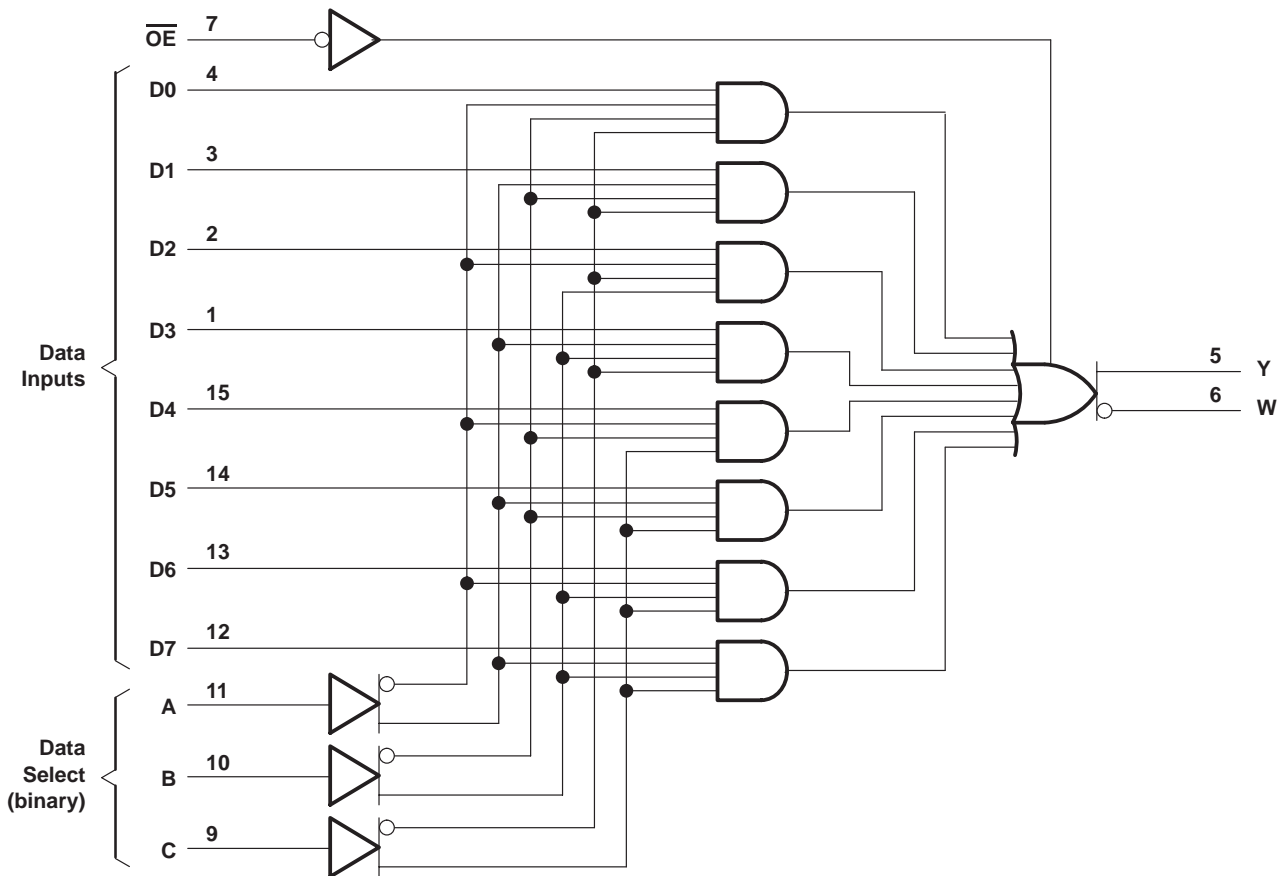 OE 7
D0 4
D1 3
D2 2
D3 1
Data
Inputs
5 Y
6 W
D4 15
D5 14
D6 13
D7 12
A 11
Data
Select
(binary)
B 10
C 9